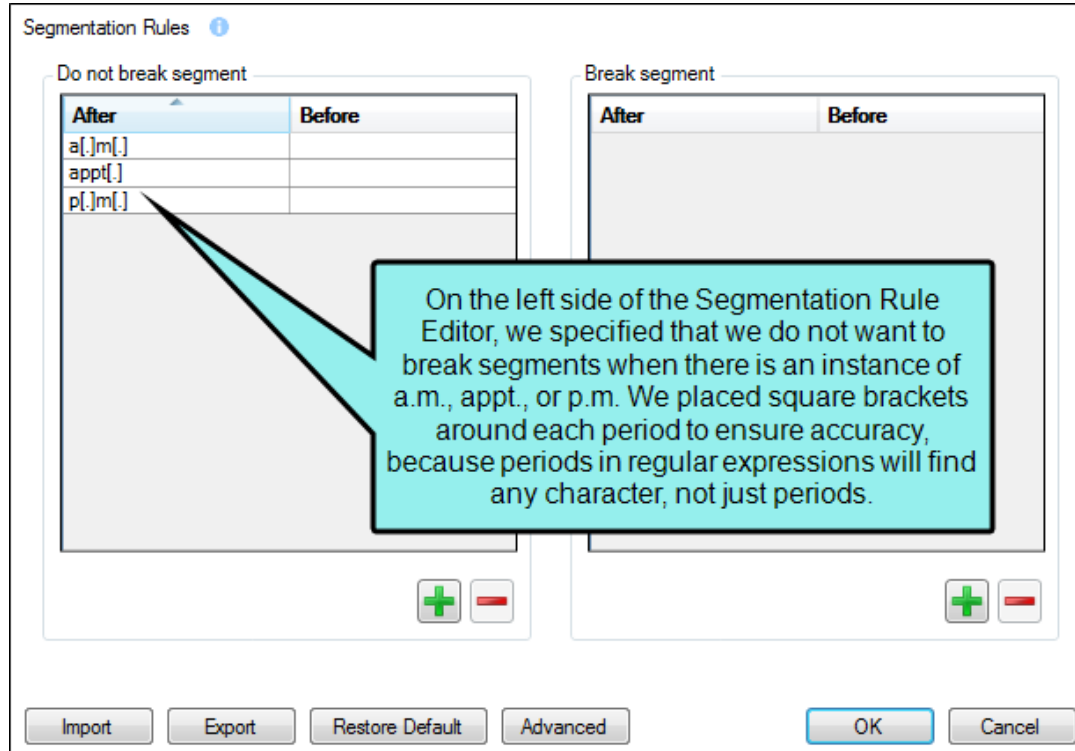 Segmentation Rules
Do not break segment
After Before
a[.]m[.]
appt[.]
p[.]m[.]
Break segment
After Before
On the left side of the Segmentation Rule
Editor, we specified that we do not want to
break segments when there is an instance of
a.m., appt., or p.m. We placed square brackets
around each period to ensure accuracy,
because periods in regular expressions will find
any character, not just periods.
Import Export Restore Default Advanced OK Cancel